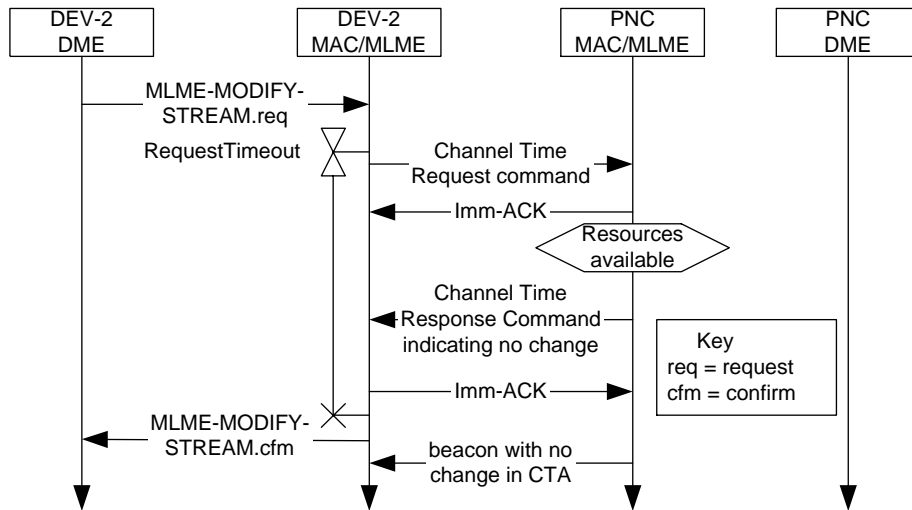 DEV-2
DME
DEV-2
MAC/MLME
PNC
MAC/MLME
PNC
DME
MLME-MODIFY-
STREAM.req
RequestTimeout
Channel Time
Request command
Imm-ACK
Resources
available
Channel Time
Response Command
indicating no change
Key
req = request
cfm = confirm
Imm-ACK
MLME-MODIFY-
STREAM.cfm
beacon with no
change in CTA